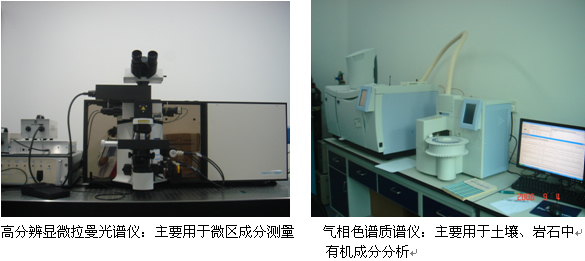 高分辨显微拉曼光谱仪：主要用于微区成分测量
气相色谱质谱仪：主要用于土壤、岩石中
有机成分分析